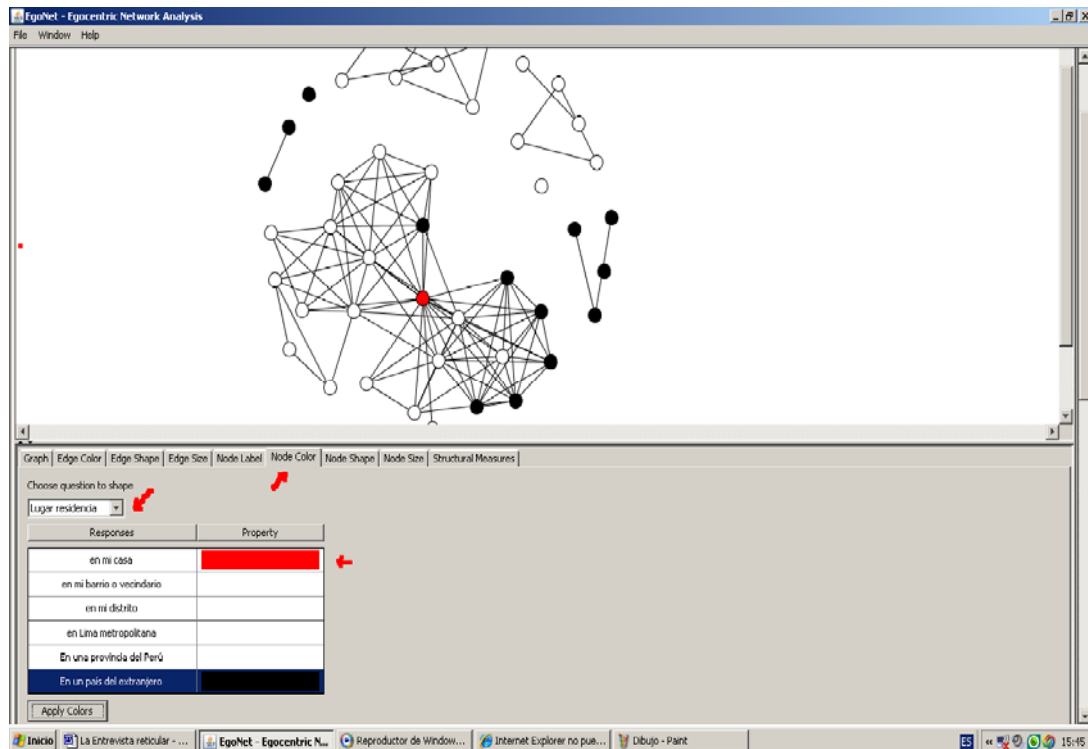 EgoNet - Egocentric Network Analysis
File Window Help
Graph Edge Color Edge Shape Edge Size Node Label Node Color Node Shape Node Size Structural Measures
Choose question to shape
Lugar residencia
Responses Property
en mi casa
en mi barrio o vecindario
en mi distrito
en Lima metropolitana
En una provincia del Perú
En un país del extranjero
Apply Colors
Inicio La Entrevista reticular - ... EgoNet - Egocentric N... Reproductor de Window... Internet Explorer no pue... Dibujo - Paint ES 15:45